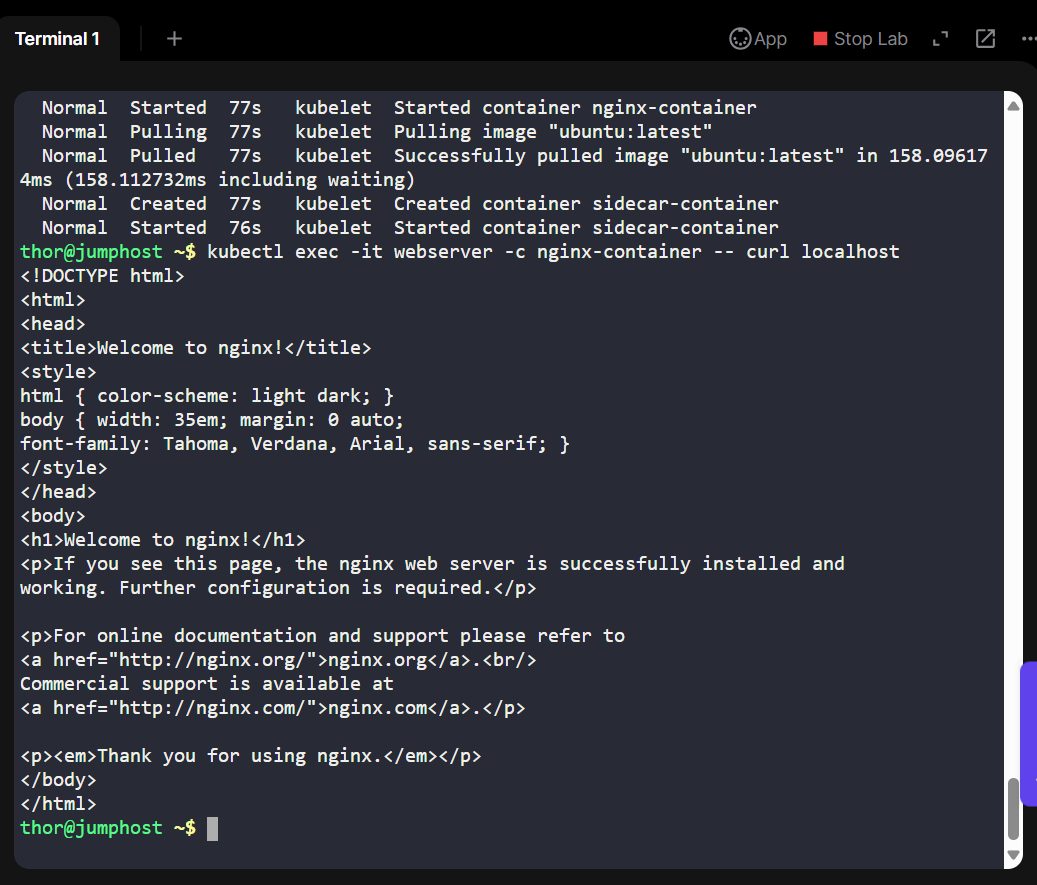 Terminal 1
+
App
Stop Lab
  Normal  Started  77s   kubelet  Started container nginx-container
  Normal  Pulling  77s   kubelet  Pulling image "ubuntu:latest"
  Normal  Pulled   77s   kubelet  Successfully pulled image "ubuntu:latest" in 158.09617
4ms (158.112732ms including waiting)
  Normal  Created  77s   kubelet  Created container sidecar-container
  Normal  Started  76s   kubelet  Started container sidecar-container
thor@jumphost ~$ kubectl exec -it webserver -c nginx-container -- curl localhost
<!DOCTYPE html>
<html>
<head>
<title>Welcome to nginx!</title>
<style>
html { color-scheme: light dark; }
body { width: 35em; margin: 0 auto;
font-family: Tahoma, Verdana, Arial, sans-serif; }
</style>
</head>
<body>
<h1>Welcome to nginx!</h1>
<p>If you see this page, the nginx web server is successfully installed and
working. Further configuration is required.</p>

<p>For online documentation and support please refer to
<a href="http://nginx.org/">nginx.org</a>.<br/>
Commercial support is available at
<a href="http://nginx.com/">nginx.com</a>.</p>

<p><em>Thank you for using nginx.</em></p>
</body>
</html>
thor@jumphost ~$